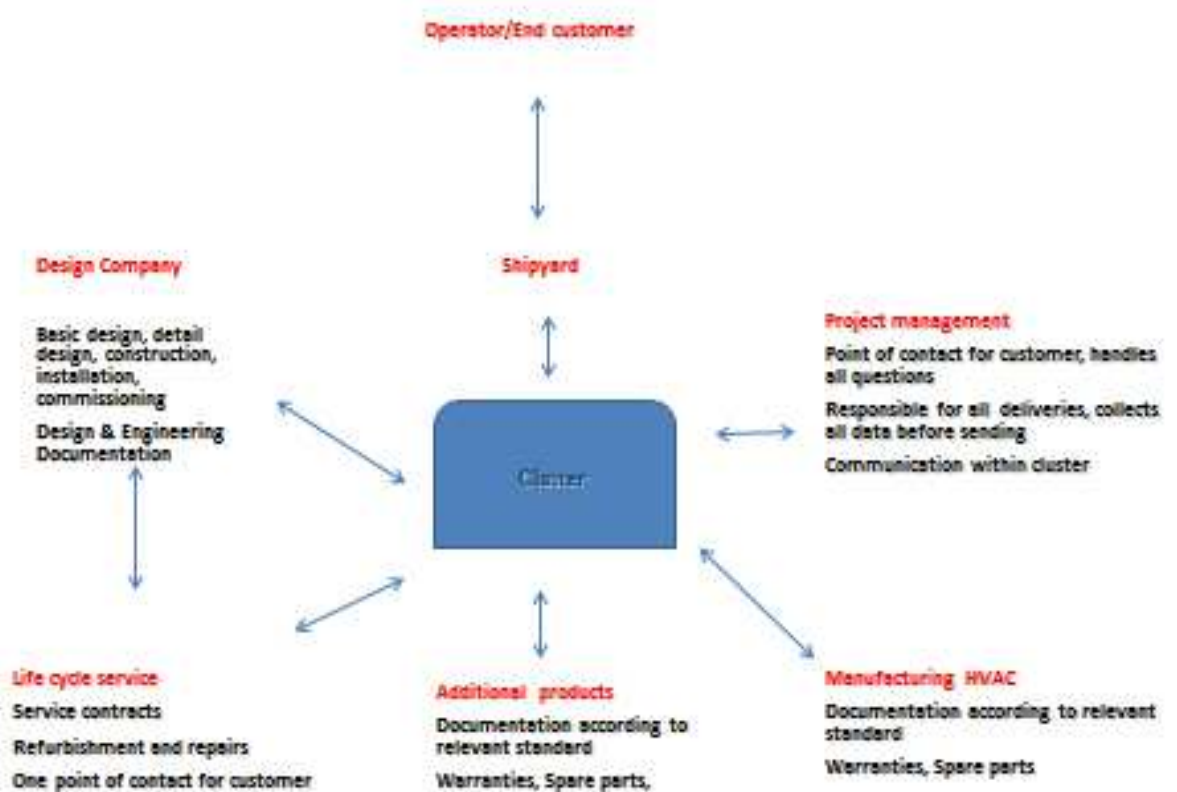 Operator/End customer
Design Company
Shipyard
Basic design, detail
design, construction,
installation,
commissioning
Design & Engineering
Documentation
Project management
Point of contact for customer, handles
all questions
Responsible for all deliveries, collects
all data before sending
Communication within cluster
Cluster
Life cycle service
Service contracts
Refurbishment and repairs
One point of contact for customer
Additional products
Documentation according to
relevant standard
Warranties, Spare parts,
Manufacturing HVAC
Documentation according to relevant
standard
Warranties, Spare parts